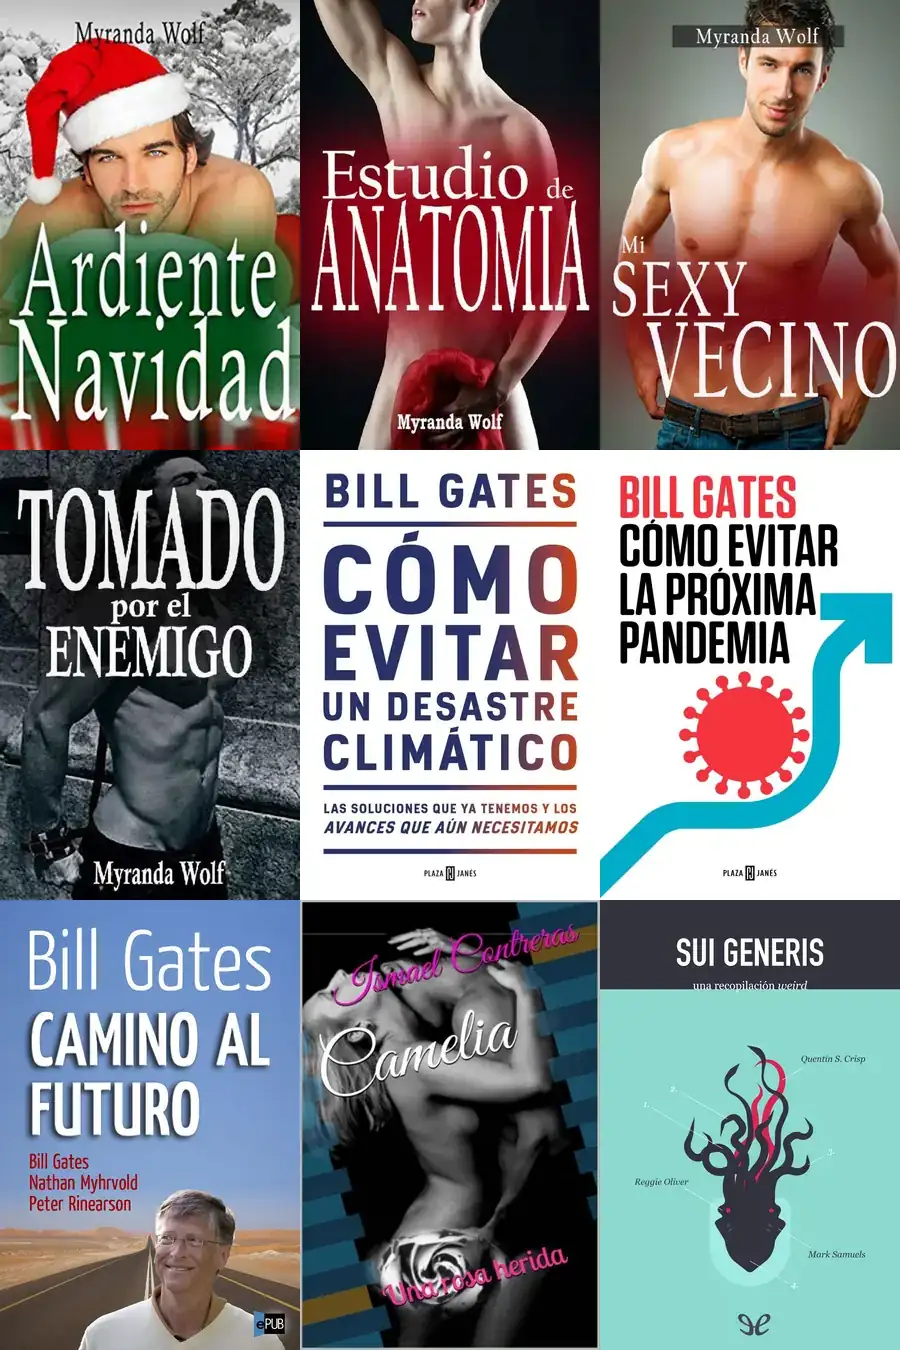 Myranda Wolf
Ardiente
Navidad
Estudio de
ANATOMIA
Myranda Wolf
Myranda Wolf
Mi
SEXY
VECINO
TOMADO
por el
ENEMIGO
Myranda Wolf
BILL GATES
CÓMO
EVITAR
UN DESASTRE
CLIMÁTICO
LAS SOLUCIONES QUE YA TENEMOS Y LOS
AVANCES QUE AÚN NECESITAMOS
PLAZA JANÉS
BILL GATES
CÓMO EVITAR
LA PRÓXIMA
PANDEMIA
PLAZA JANÉS
Bill Gates
CAMINO AL
FUTURO
Bill Gates
Nathan Myhrvold
Peter Rinearson
ePUB
Ismael Contreras
Camelia
Una rosa herida
SUI GENERIS
una recopilación weird
Quentin S. Crisp
2.
1.
3.
Reggie Oliver
Mark Samuels
4.